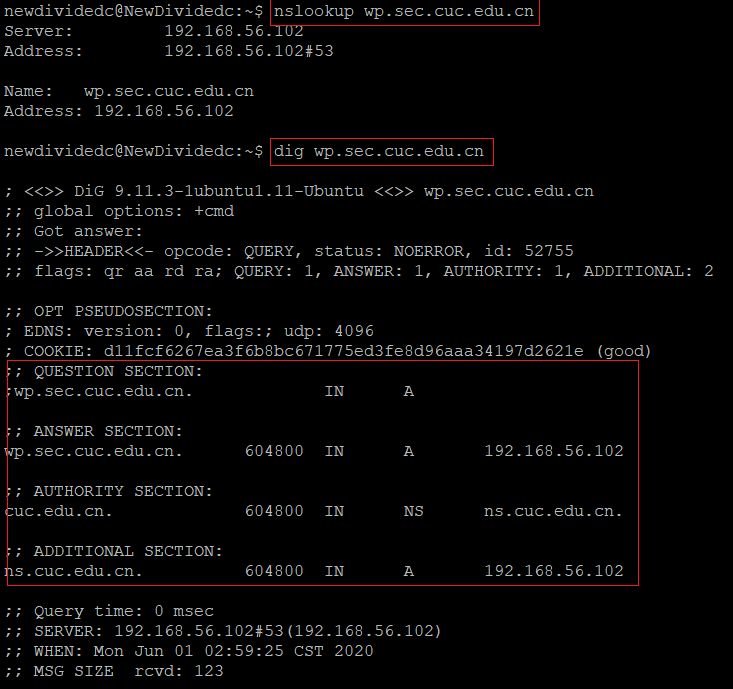 newdividedc@NewDividedc:~$ nslookup wp.sec.cuc.edu.cn
Server:         192.168.56.102
Address:        192.168.56.102#53

Name:   wp.sec.cuc.edu.cn
Address: 192.168.56.102

newdividedc@NewDividedc:~$ dig wp.sec.cuc.edu.cn

; <<>> DiG 9.11.3-1ubuntu1.11-Ubuntu <<>> wp.sec.cuc.edu.cn
;; global options: +cmd
;; Got answer:
;; ->>HEADER<<- opcode: QUERY, status: NOERROR, id: 52755
;; flags: qr aa rd ra; QUERY: 1, ANSWER: 1, AUTHORITY: 1, ADDITIONAL: 2

;; OPT PSEUDOSECTION:
; EDNS: version: 0, flags:; udp: 4096
; COOKIE: d11fcf6267ea3f6b8bc671775ed3fe8d96aaa34197d2621e (good)
;; QUESTION SECTION:
;wp.sec.cuc.edu.cn.             IN      A

;; ANSWER SECTION:
wp.sec.cuc.edu.cn.      604800  IN      A       192.168.56.102

;; AUTHORITY SECTION:
cuc.edu.cn.             604800  IN      NS      ns.cuc.edu.cn.

;; ADDITIONAL SECTION:
ns.cuc.edu.cn.          604800  IN      A       192.168.56.102

;; Query time: 0 msec
;; SERVER: 192.168.56.102#53(192.168.56.102)
;; WHEN: Mon Jun 01 02:59:25 CST 2020
;; MSG SIZE  rcvd: 123